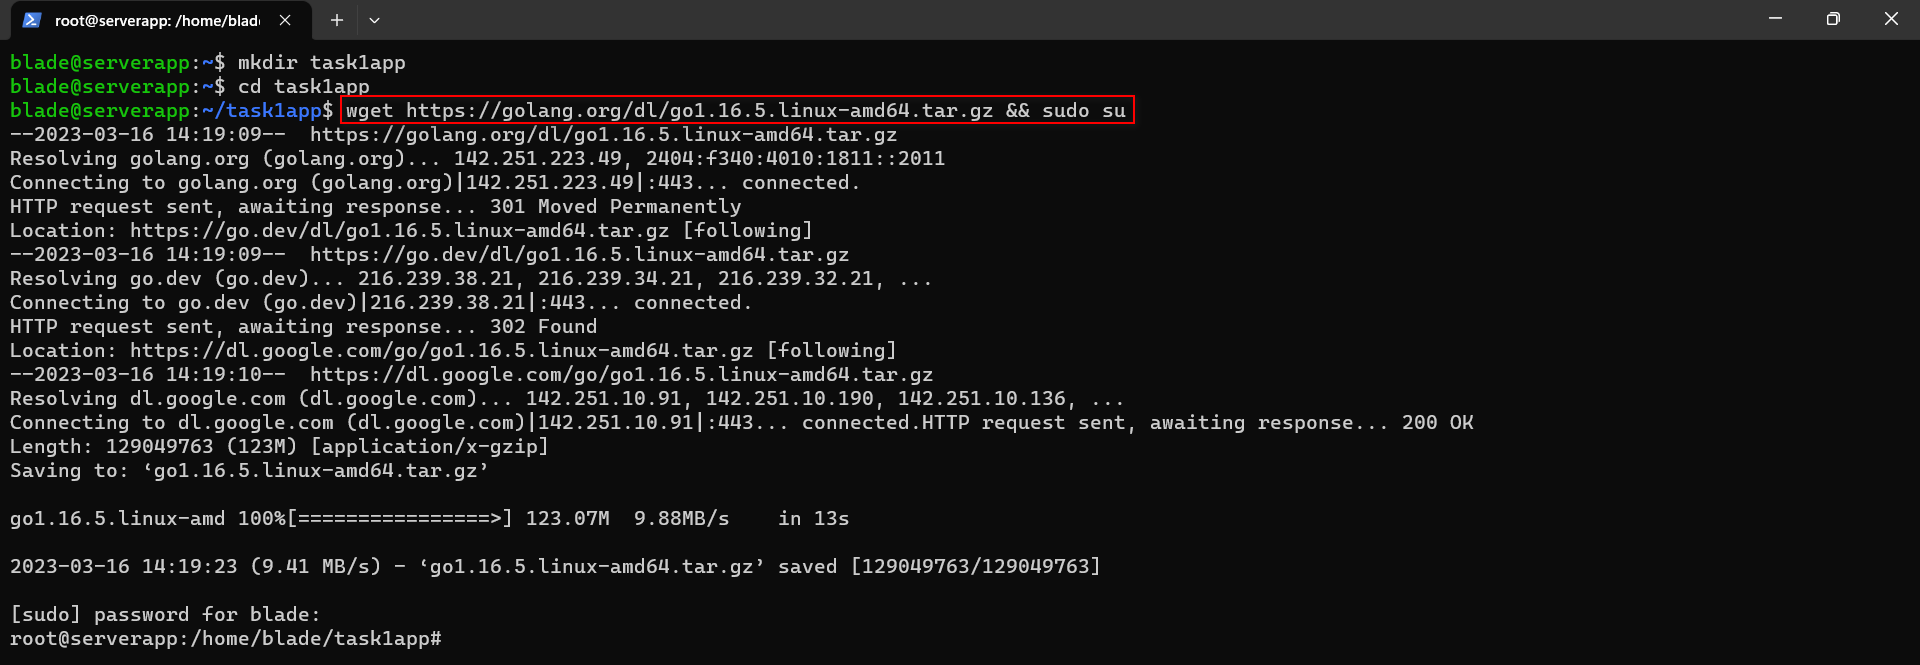 root@serverapp: /home/blad
blade@serverapp:~$ mkdir task1app
blade@serverapp:~$ cd task1app
blade@serverapp:~/task1app$ wget https://golang.org/dl/go1.16.5.linux-amd64.tar.gz && sudo su
--2023-03-16 14:19:09--  https://golang.org/dl/go1.16.5.linux-amd64.tar.gz
Resolving golang.org (golang.org)... 142.251.223.49, 2404:f340:4010:1811::2011
Connecting to golang.org (golang.org)|142.251.223.49|:443... connected.
HTTP request sent, awaiting response... 301 Moved Permanently
Location: https://go.dev/dl/go1.16.5.linux-amd64.tar.gz [following]
--2023-03-16 14:19:09--  https://go.dev/dl/go1.16.5.linux-amd64.tar.gz
Resolving go.dev (go.dev)... 216.239.38.21, 216.239.34.21, 216.239.32.21, ...
Connecting to go.dev (go.dev)|216.239.38.21|:443... connected.
HTTP request sent, awaiting response... 302 Found
Location: https://dl.google.com/go/go1.16.5.linux-amd64.tar.gz [following]
--2023-03-16 14:19:10--  https://dl.google.com/go/go1.16.5.linux-amd64.tar.gz
Resolving dl.google.com (dl.google.com)... 142.251.10.91, 142.251.10.190, 142.251.10.136, ...
Connecting to dl.google.com (dl.google.com)|142.251.10.91|:443... connected.HTTP request sent, awaiting response... 200 OK
Length: 129049763 (123M) [application/x-gzip]
Saving to: ‘go1.16.5.linux-amd64.tar.gz’
go1.16.5.linux-amd 100%[================>] 123.07M  9.88MB/s    in 13s
2023-03-16 14:19:23 (9.41 MB/s) - ‘go1.16.5.linux-amd64.tar.gz’ saved [129049763/129049763]
[sudo] password for blade:
root@serverapp:/home/blade/task1app#